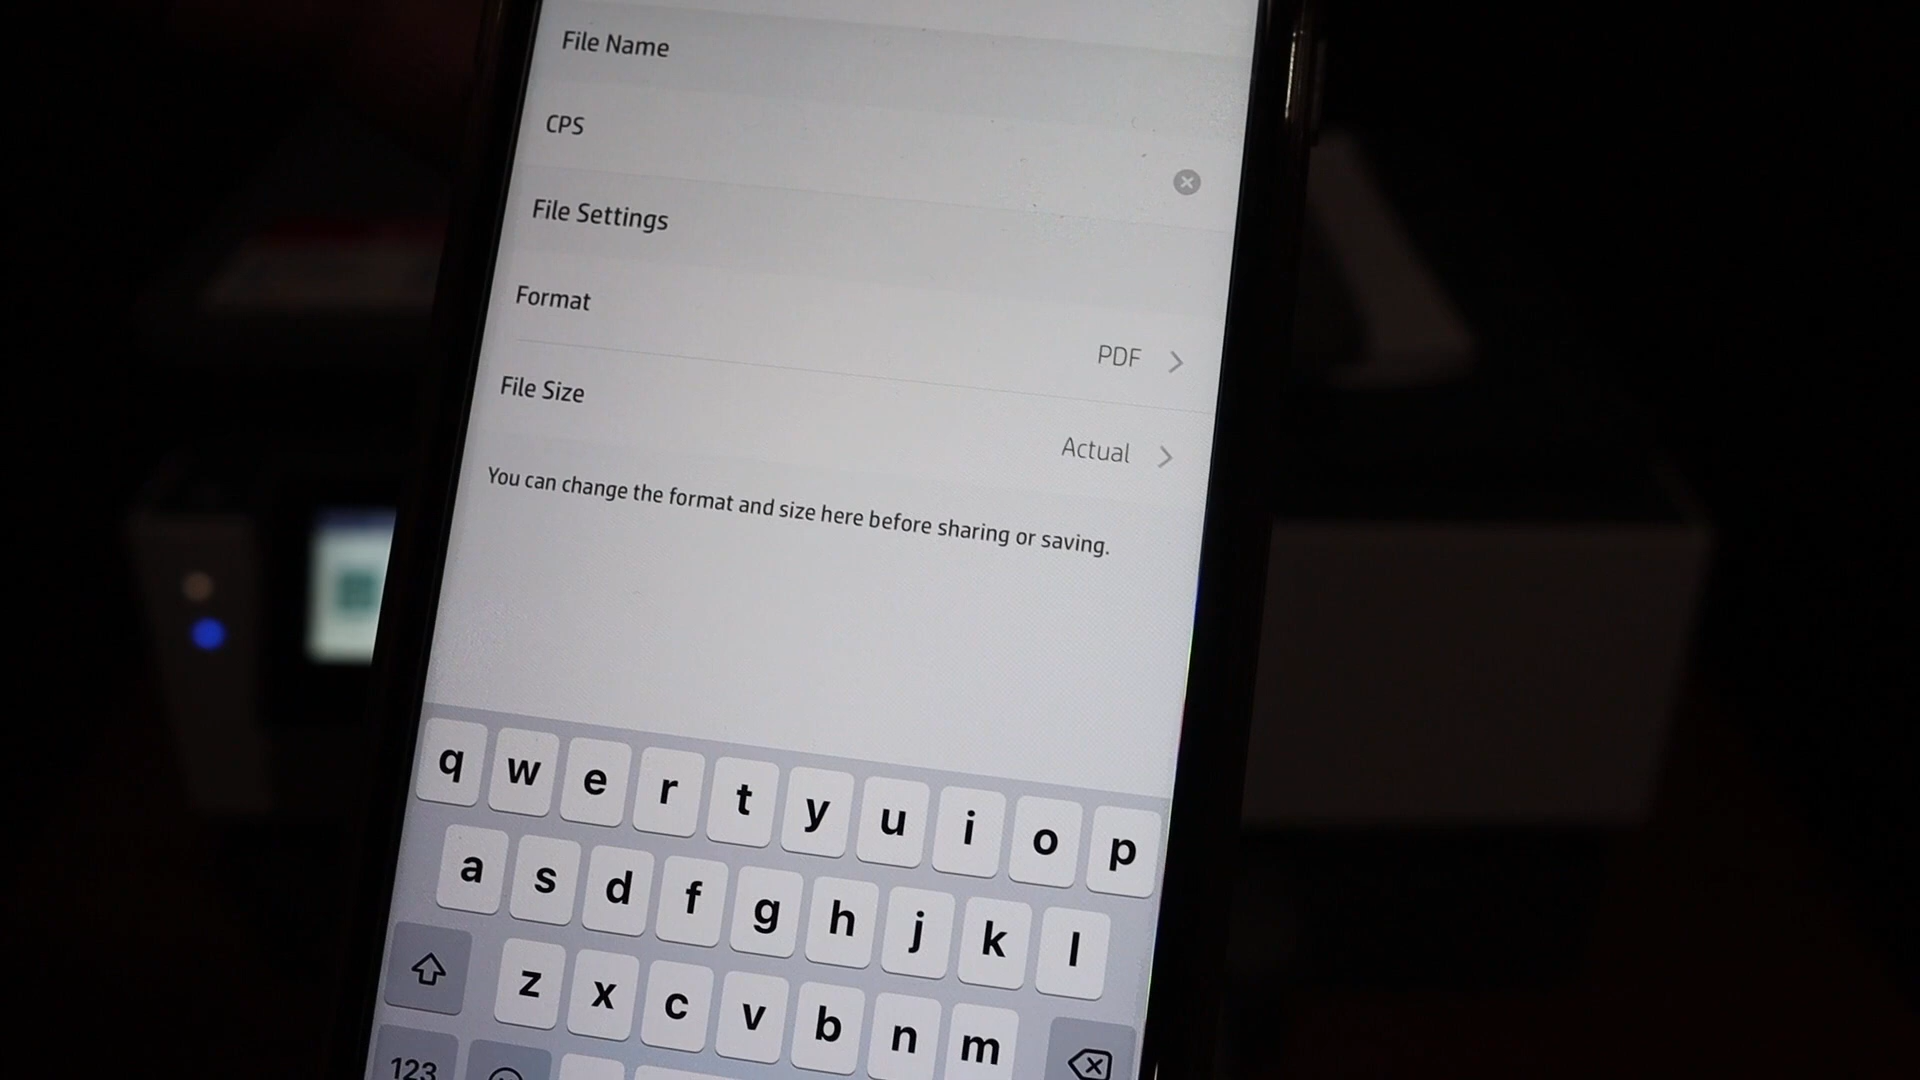 File Name
CPS
File Settings
Format
PDF
File Size
Actual
You can change the format and size here before sharing or saving.
q w e r t y u i o p
a s d f g h j k l
z x c v b n m
123